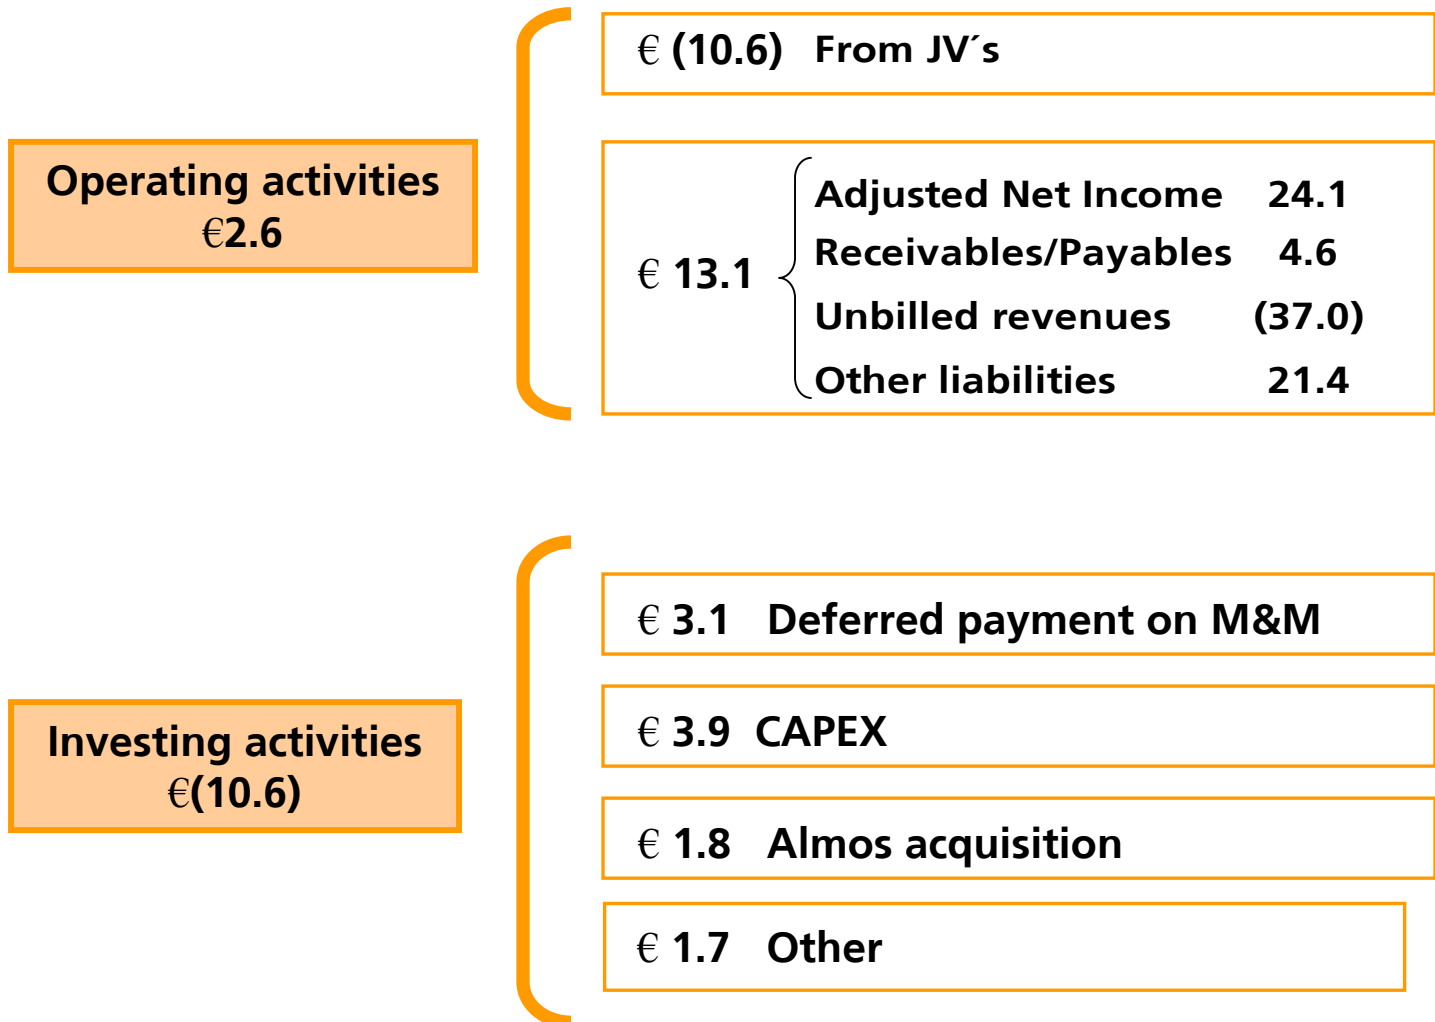 € (10.6) From JV´s
Operating activities
€2.6
€ 13.1
Adjusted Net Income 24.1
Receivables/Payables 4.6
Unbilled revenues (37.0)
Other liabilities 21.4
Investing activities
€(10.6)
€ 3.1 Deferred payment on M&M
€ 3.9 CAPEX
€ 1.8 Almos acquisition
€ 1.7 Other